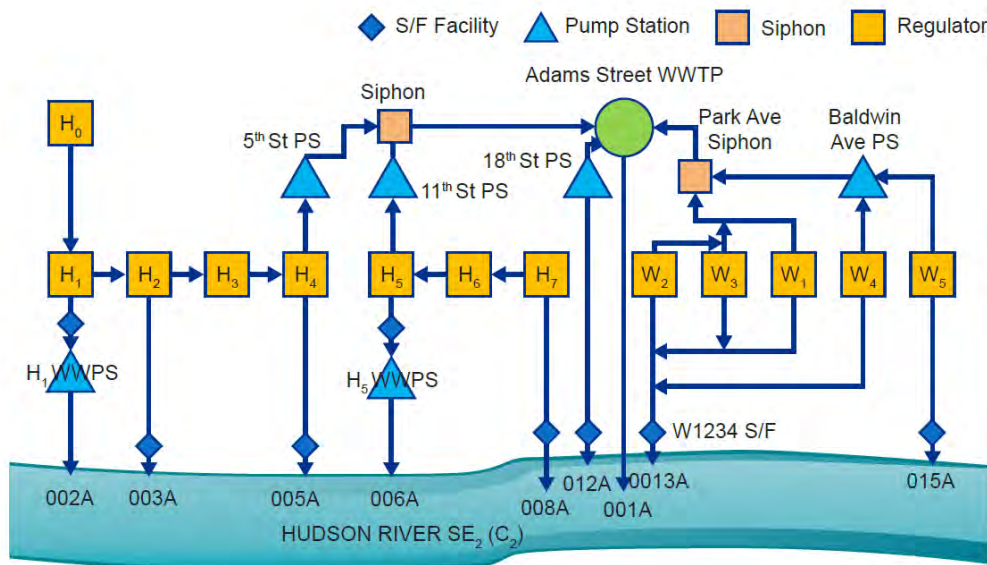 S/F Facility
Pump Station
Siphon
Regulator
Adams Street WWTP
Siphon
Park Ave
Siphon
Baldwin
Ave PS
H0
5th St PS
18th St PS
11th St PS
H1
H2
H3
H4
H5
H6
H7
W2
W3
W1
W4
W5
H1 WWPS
H5 WWPS
W1234 S/F
002A
003A
005A
006A
008A
012A
001A
0013A
015A
HUDSON RIVER SE2 (C2)